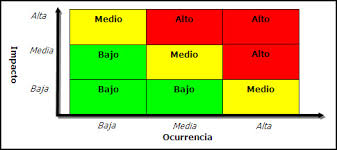 Alta
Medio Alto Alto
Impacto
Media
Bajo Medio Alto
Baja
Bajo Bajo Medio
Baja Media Alta
Ocurrencia